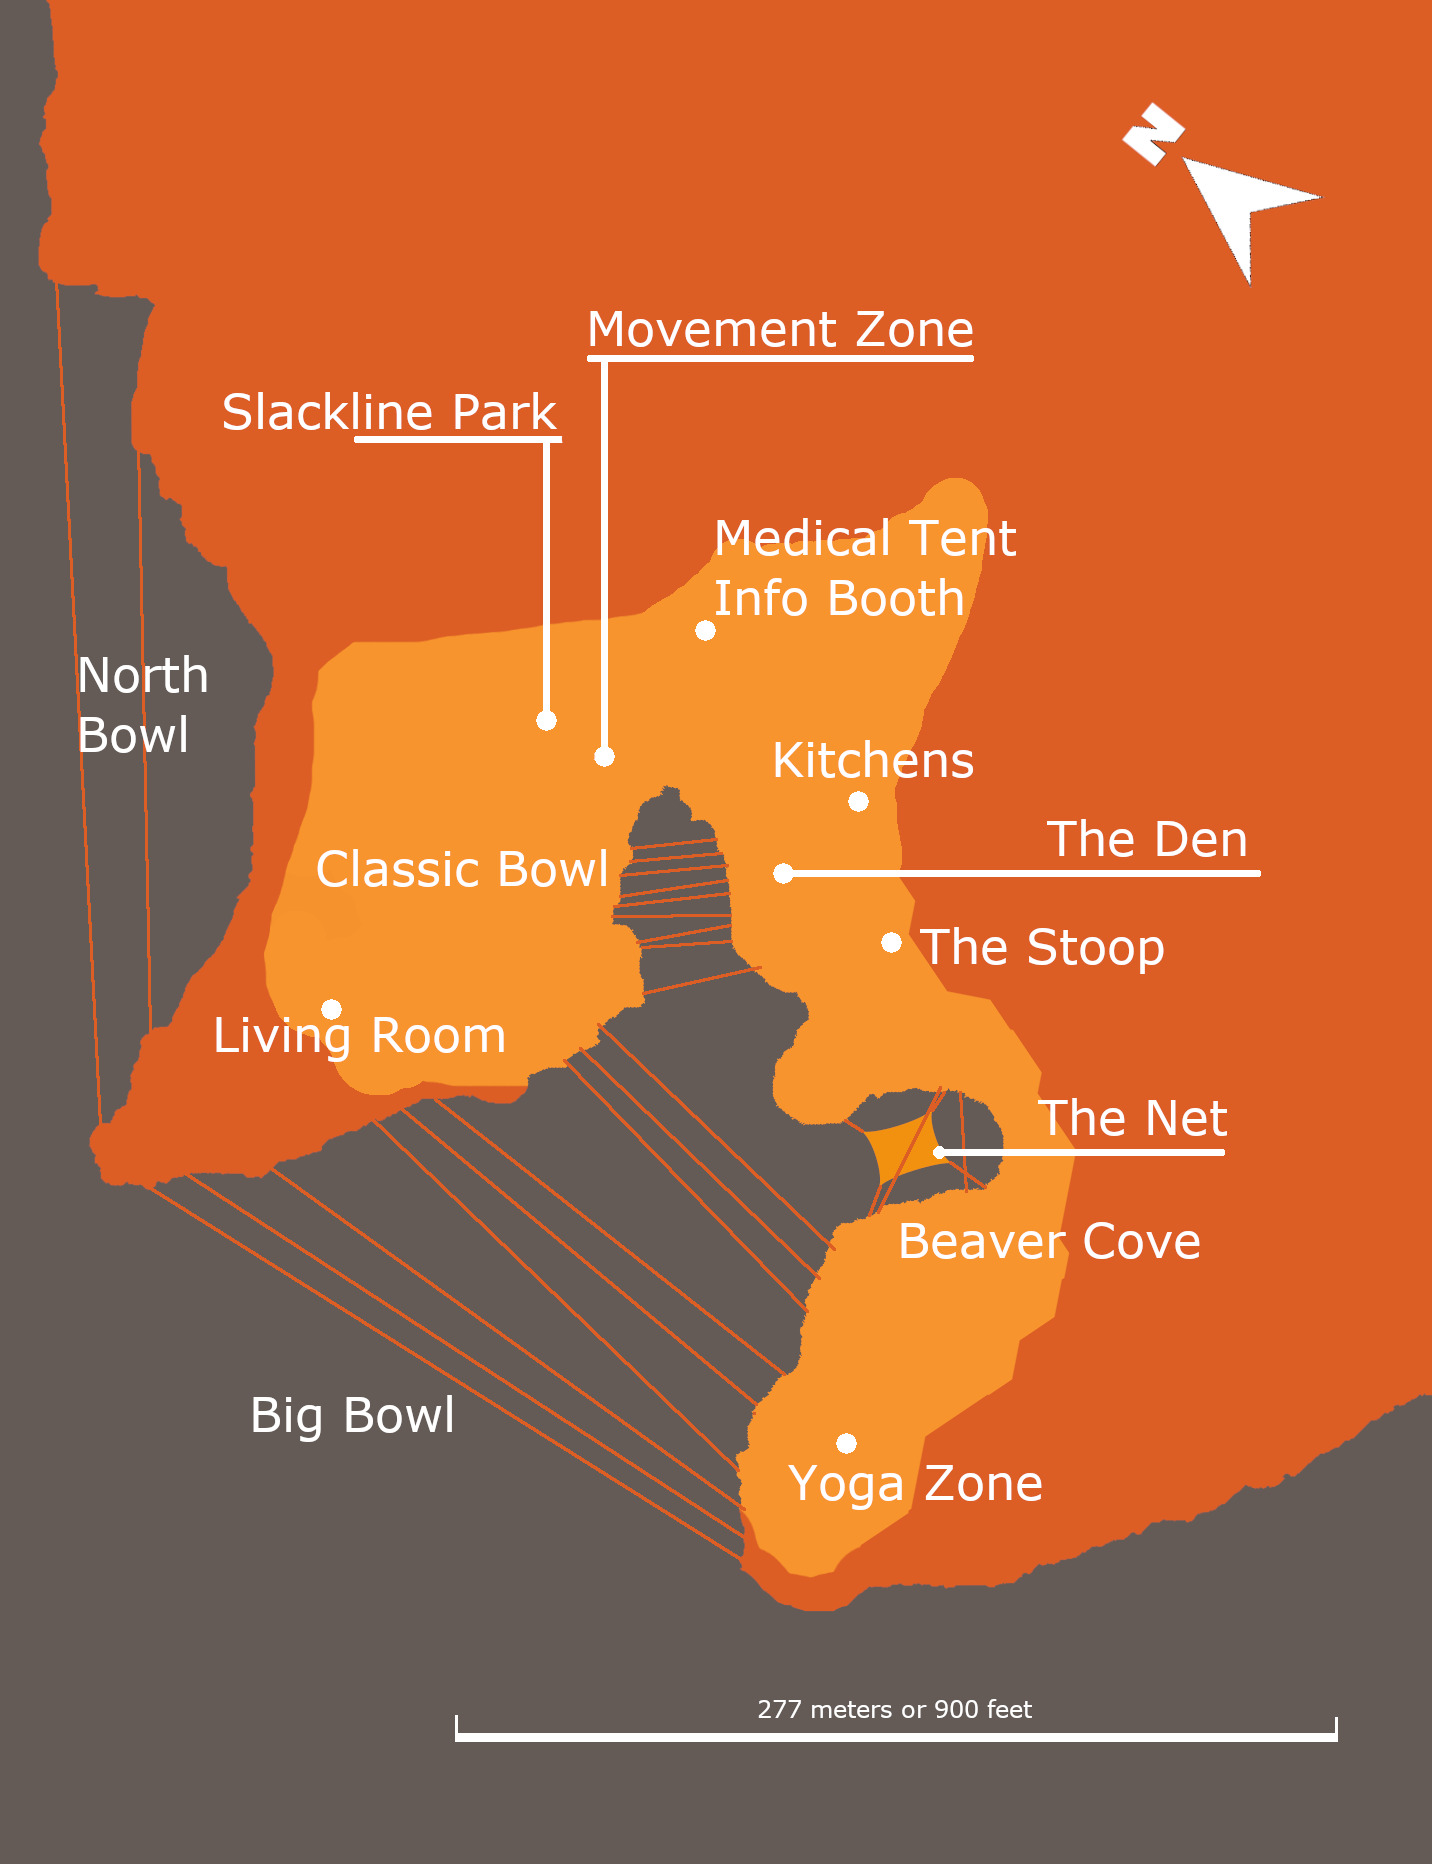 N
Movement Zone
Slackline Park
Medical Tent
Info Booth
North
Bowl
Kitchens
The Den
Classic Bowl
The Stoop
Living Room
The Net
Beaver Cove
Big Bowl
Yoga Zone
277 meters or 900 feet